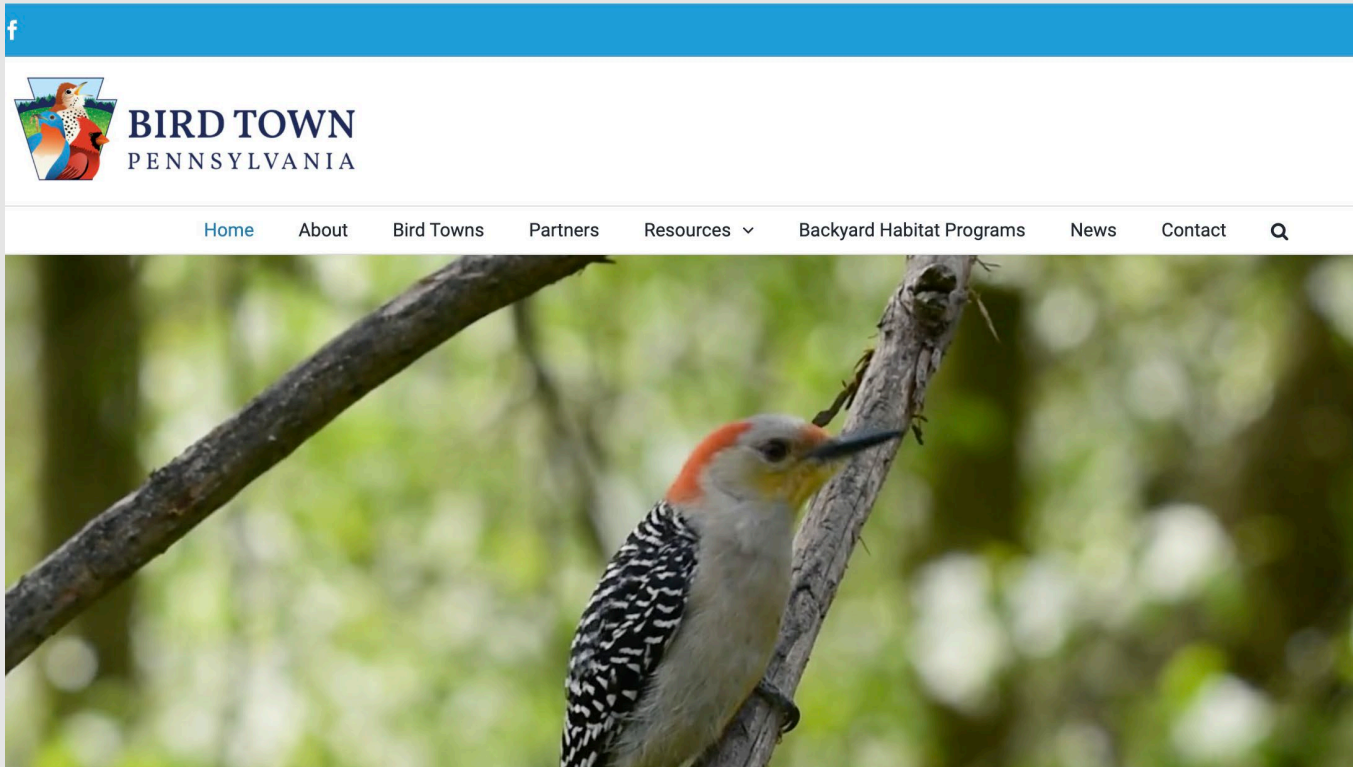 f
BIRD TOWN
PENNSYLVANIA
Home About Bird Towns Partners Resources Backyard Habitat Programs News Contact